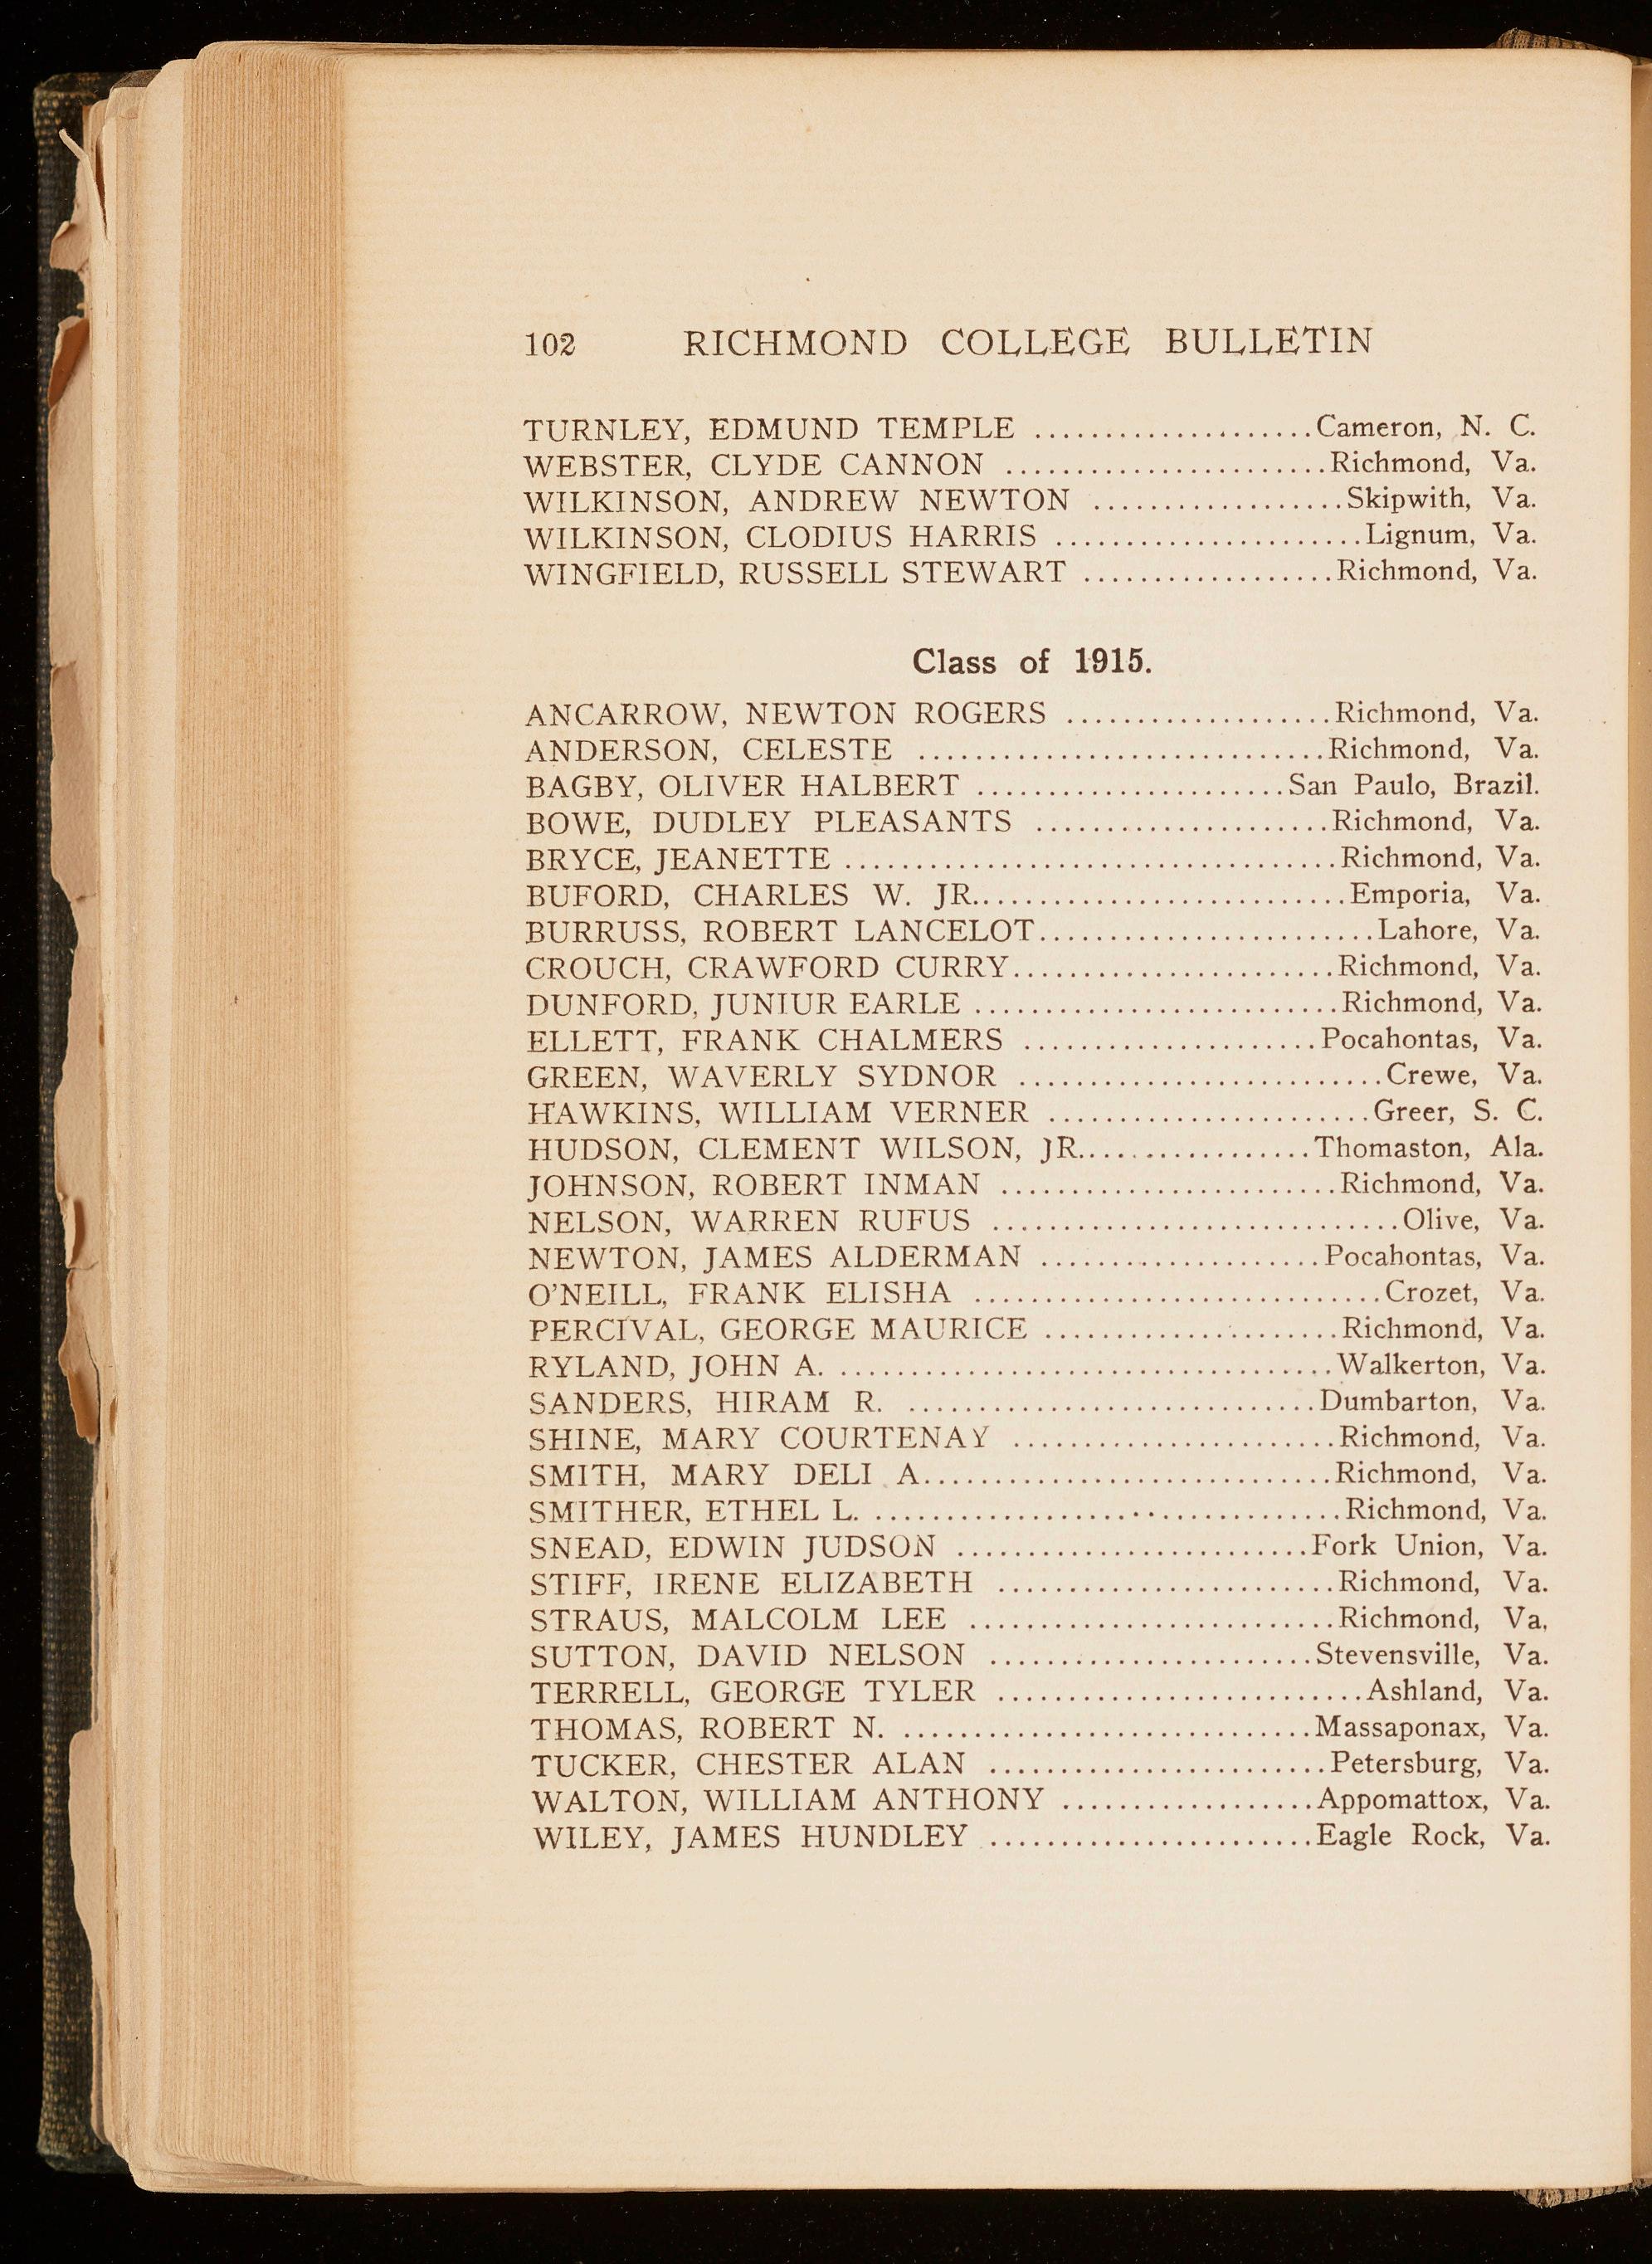 102 RICHMOND COLLEGE BULLETIN
TURNLEY, EDMUND TEMPLE ....................Cameron, N. C.
WEBSTER, CLYDE CANNON .......................Richmond, Va.
WILKINSON, ANDREW NEWTON ..................Skipwith, Va.
WILKINSON, CLODIUS HARRIS ......................Lignum, Va.
WINGFIELD, RUSSELL STEWART ..................Richmond, Va.
Class of 1915.
ANCARROW, NEWTON ROGERS ...................Richmond, Va.
ANDERSON, CELESTE .............................Richmond, Va.
BAGBY, OLIVER HALBERT ......................San Paulo, Brazil.
BOWE, DUDLEY PLEASANTS .....................Richmond, Va.
BRYCE, JEANETTE ...................................Richmond, Va.
BUFORD, CHARLES W. JR...........................Emporia, Va.
BURRUSS, ROBERT LANCELOT........................Lahore, Va.
CROUCH, CRAWFORD CURRY.......................Richmond, Va.
DUNFORD, JUNIUR EARLE ..........................Richmond, Va.
ELLETT, FRANK CHALMERS .....................Pocahontas, Va.
GREEN, WAVERLY SYDNOR ..........................Crewe, Va.
HAWKINS, WILLIAM VERNER .......................Greer, S. C.
HUDSON, CLEMENT WILSON, JR.................Thomaston, Ala.
JOHNSON, ROBERT INMAN ........................Richmond, Va.
NELSON, WARREN RUFUS .............................Olive, Va.
NEWTON, JAMES ALDERMAN ....................Pocahontas, Va.
O'NEILL, FRANK ELISHA .............................Crozet, Va.
PERCIVAL, GEORGE MAURICE .....................Richmond, Va.
RYLAND, JOHN A. ...................................Walkerton, Va.
SANDERS, HIRAM R. .............................Dumbarton, Va.
SHINE, MARY COURTENAY .......................Richmond, Va.
SMITH, MARY DELI A.............................Richmond, Va.
SMITHER, ETHEL L. .................................Richmond, Va.
SNEAD, EDWIN JUDSON .........................Fork Union, Va.
STIFF, IRENE ELIZABETH ........................Richmond, Va.
STRAUS, MALCOLM LEE ..........................Richmond, Va.
SUTTON, DAVID NELSON .......................Stevensville, Va.
TERRELL, GEORGE TYLER ..........................Ashland, Va.
THOMAS, ROBERT N. .............................Massaponax, Va.
TUCKER, CHESTER ALAN ........................Petersburg, Va.
WALTON, WILLIAM ANTHONY ..................Appomattox, Va.
WILEY, JAMES HUNDLEY .......................Eagle Rock, Va.